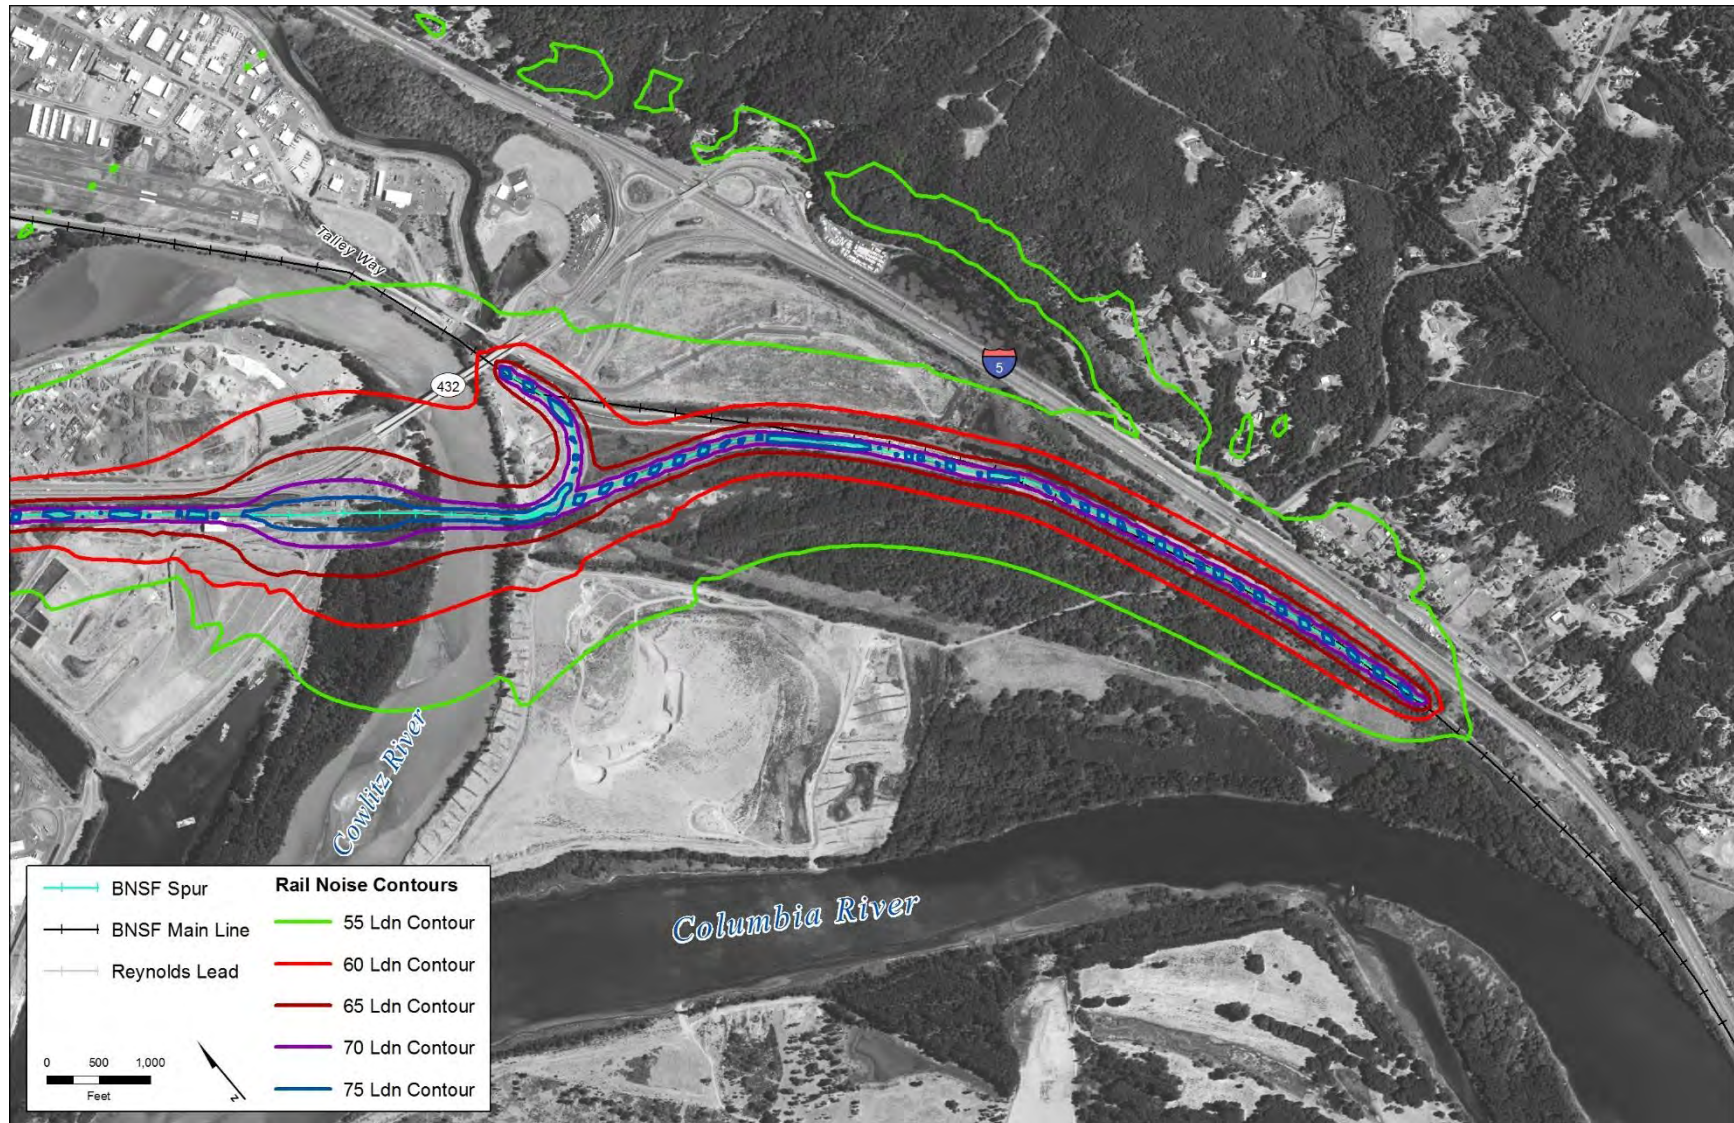 Talley Way
432
5
Cowlitz River
Columbia River
BNSF Spur
BNSF Main Line
Reynolds Lead
0 500 1,000
Feet
N
Rail Noise Contours
55 Ldn Contour
60 Ldn Contour
65 Ldn Contour
70 Ldn Contour
75 Ldn Contour